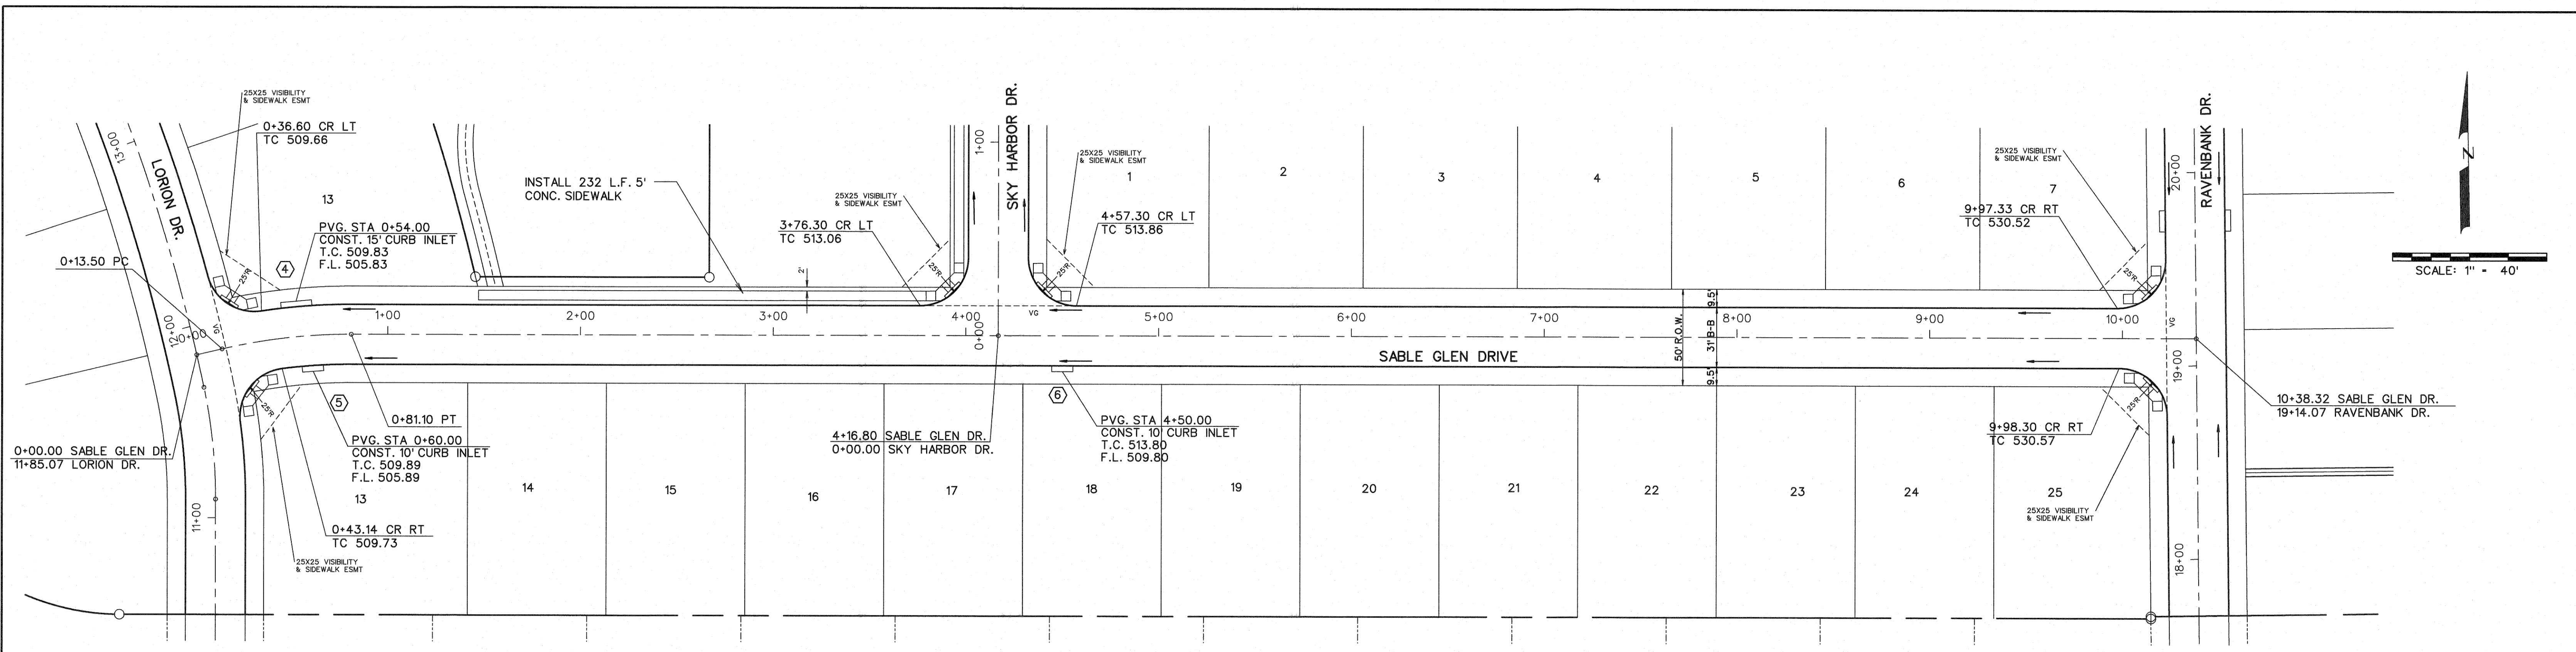 25X25 VISIBILITY
& SIDEWALK ESMT
0+36.60 CR LT
TC 509.66
13+00
LORION DR.
13
PVG. STA 0+54.00
CONST. 15' CURB INLET
T.C. 509.83
F.L. 505.83
0+13.50 PC
25'R
4
VG
12+00
0+00
INSTALL 232 L.F. 5'
CONC. SIDEWALK
25X25 VISIBILITY
& SIDEWALK ESMT
3+76.30 CR LT
TC 513.06
2'
25'R
1+00
SKY HARBOR DR.
25X25 VISIBILITY
& SIDEWALK ESMT
1
4+57.30 CR LT
TC 513.86
25'R
VG
2
3
4
5
6
7
25X25 VISIBILITY
& SIDEWALK ESMT
9+97.33 CR RT
TC 530.52
25'R
VG
20+00
RAVENBANK DR.
N
SCALE: 1" = 40'
1+00
2+00
3+00
4+00
0+00
5+00
6+00
7+00
8+00
9+00
10+00
50' R.O.W.
9.5'
31' B-B
9.5'
SABLE GLEN DRIVE
19+00
10+38.32 SABLE GLEN DR.
19+14.07 RAVENBANK DR.
0+00.00 SABLE GLEN DR.
11+85.07 LORION DR.
25'R
5
0+81.10 PT
PVG. STA 0+60.00
CONST. 10' CURB INLET
T.C. 509.89
F.L. 505.89
13
0+43.14 CR RT
TC 509.73
25X25 VISIBILITY
& SIDEWALK ESMT
11+00
4+16.80 SABLE GLEN DR.
0+00.00 SKY HARBOR DR.
6
PVG. STA 4+50.00
CONST. 10' CURB INLET
T.C. 513.80
F.L. 509.80
14
15
16
17
18
19
20
21
22
23
24
25
9+98.30 CR RT
TC 530.57
25'R
25X25 VISIBILITY
& SIDEWALK ESMT
18+00